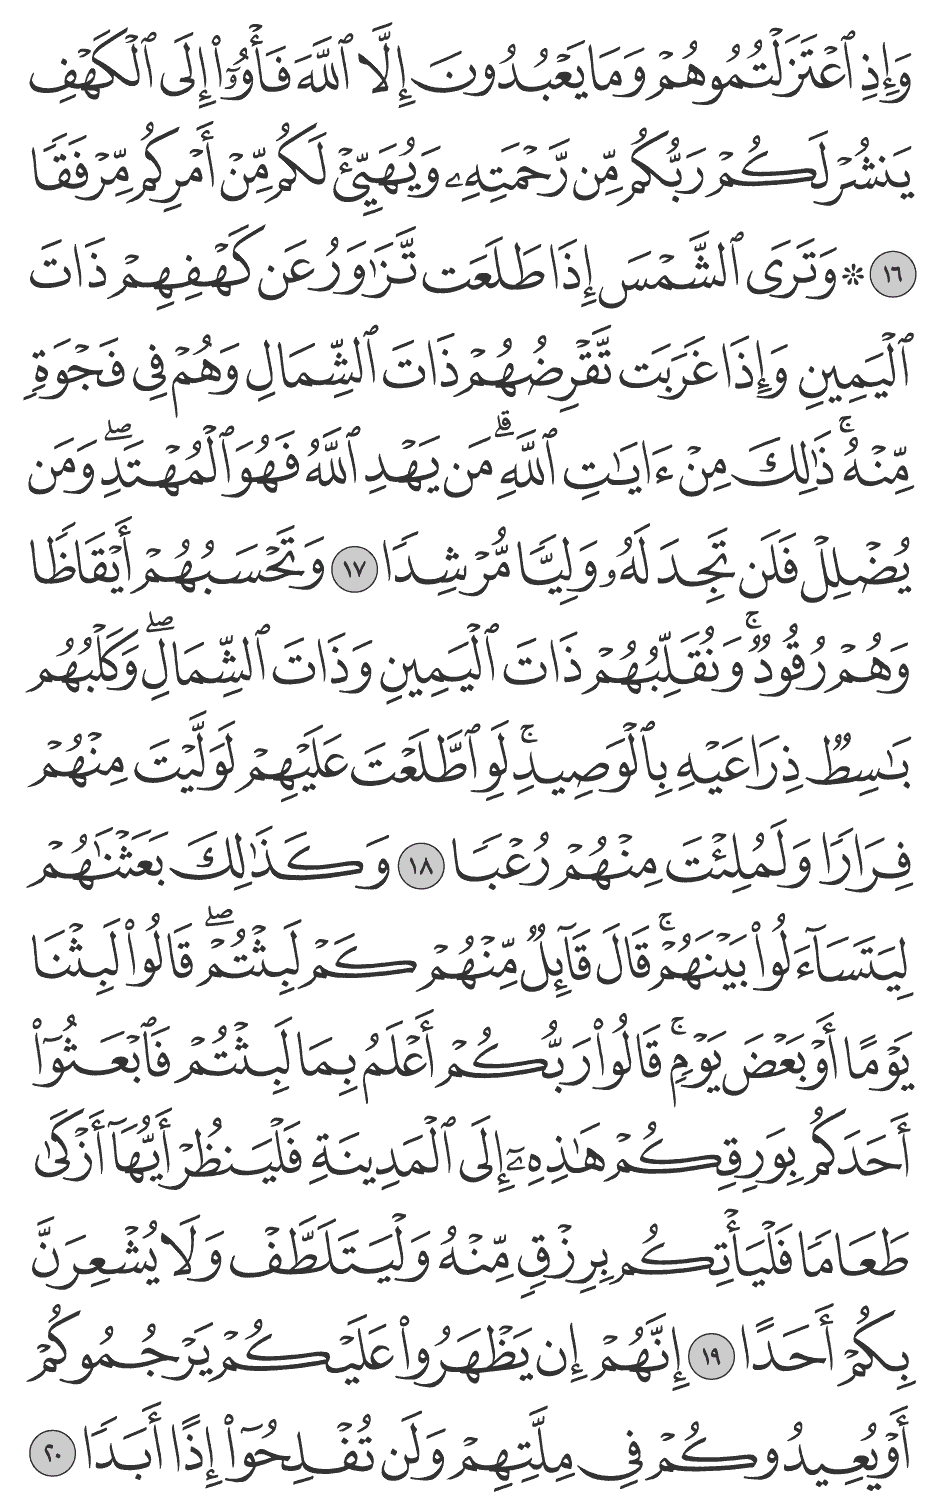 وَإِذِ ٱعۡتَزَلۡتُمُوهُمۡ وَمَا يَعۡبُدُونَ إِلَّا ٱللَّهَ فَأۡوُۥٓاْ إِلَى ٱلۡكَهۡفِ
يَنشُرۡ لَكُمۡ رَبُّكُم مِّن رَّحۡمَتِهِۦ وَيُهَيِّئۡ لَكُم مِّنۡ أَمۡرِكُم مِّرۡفَقٗا
١٦ ۞ وَتَرَى ٱلشَّمۡسَ إِذَا طَلَعَت تَّزَٰوَرُ عَن كَهۡفِهِمۡ ذَاتَ
ٱلۡيَمِينِ وَإِذَا غَرَبَت تَّقۡرِضُهُمۡ ذَاتَ ٱلشِّمَالِ وَهُمۡ فِي فَجۡوَةٖ
مِّنۡهُۚ ذَٰلِكَ مِنۡ ءَايَٰتِ ٱللَّهِۗ مَن يَهۡدِ ٱللَّهُ فَهُوَ ٱلۡمُهۡتَدِۖ وَمَن
يُضۡلِلۡ فَلَن تَجِدَ لَهُۥ وَلِيّٗا مُّرۡشِدٗا ١٧ وَتَحۡسَبُهُمۡ أَيۡقَاظٗا
وَهُمۡ رُقُودٞۚ وَنُقَلِّبُهُمۡ ذَاتَ ٱلۡيَمِينِ وَذَاتَ ٱلشِّمَالِۖ وَكَلۡبُهُم
بَٰسِطٞ ذِرَاعَيۡهِ بِٱلۡوَصِيدِۚ لَوِ ٱطَّلَعۡتَ عَلَيۡهِمۡ لَوَلَّيۡتَ مِنۡهُمۡ
فِرَارٗا وَلَمُلِئۡتَ مِنۡهُمۡ رُعۡبٗا ١٨ وَكَذَٰلِكَ بَعَثۡنَٰهُمۡ
لِيَتَسَآءَلُواْ بَيۡنَهُمۡۚ قَالَ قَآئِلٞ مِّنۡهُمۡ كَمۡ لَبِثۡتُمۡۖ قَالُواْ لَبِثۡنَا
يَوۡمًا أَوۡ بَعۡضَ يَوۡمٖۚ قَالُواْ رَبُّكُمۡ أَعۡلَمُ بِمَا لَبِثۡتُمۡ فَٱبۡعَثُوٓاْ
أَحَدَكُم بِوَرِقِكُمۡ هَٰذِهِۦٓ إِلَى ٱلۡمَدِينَةِ فَلۡيَنظُرۡ أَيُّهَآ أَزۡكَىٰ
طَعَامٗا فَلۡيَأۡتِكُم بِرِزۡقٖ مِّنۡهُ وَلۡيَتَلَطَّفۡ وَلَا يُشۡعِرَنَّ
بِكُمۡ أَحَدًا ١٩ إِنَّهُمۡ إِن يَظۡهَرُواْ عَلَيۡكُمۡ يَرۡجُمُوكُمۡ
أَوۡ يُعِيدُوكُمۡ فِي مِلَّتِهِمۡ وَلَن تُفۡلِحُوٓاْ إِذًا أَبَدٗا ٢٠